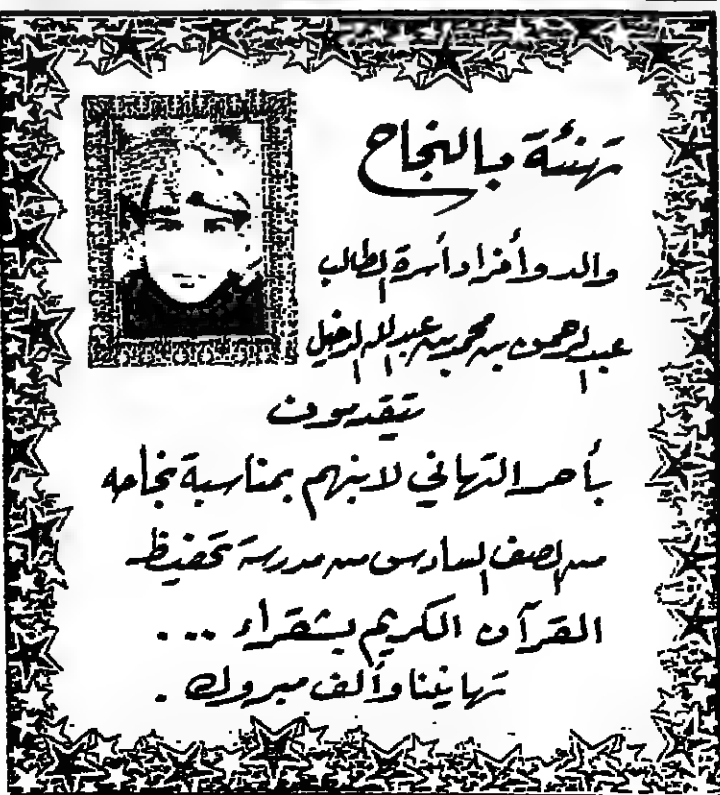 تهنئة بالنجاح
والد وأفراد أسرة الطالب
عبدالرحمن بن محمد بن عبدالله الدخيل
يتقدمون
بأحر التهاني لابنهم بمناسبة نجاحه
من الصف السادس من مدرسة تحفيظ
القرآن الكريم بشقراء ...
تهانينا وألف مبروك .